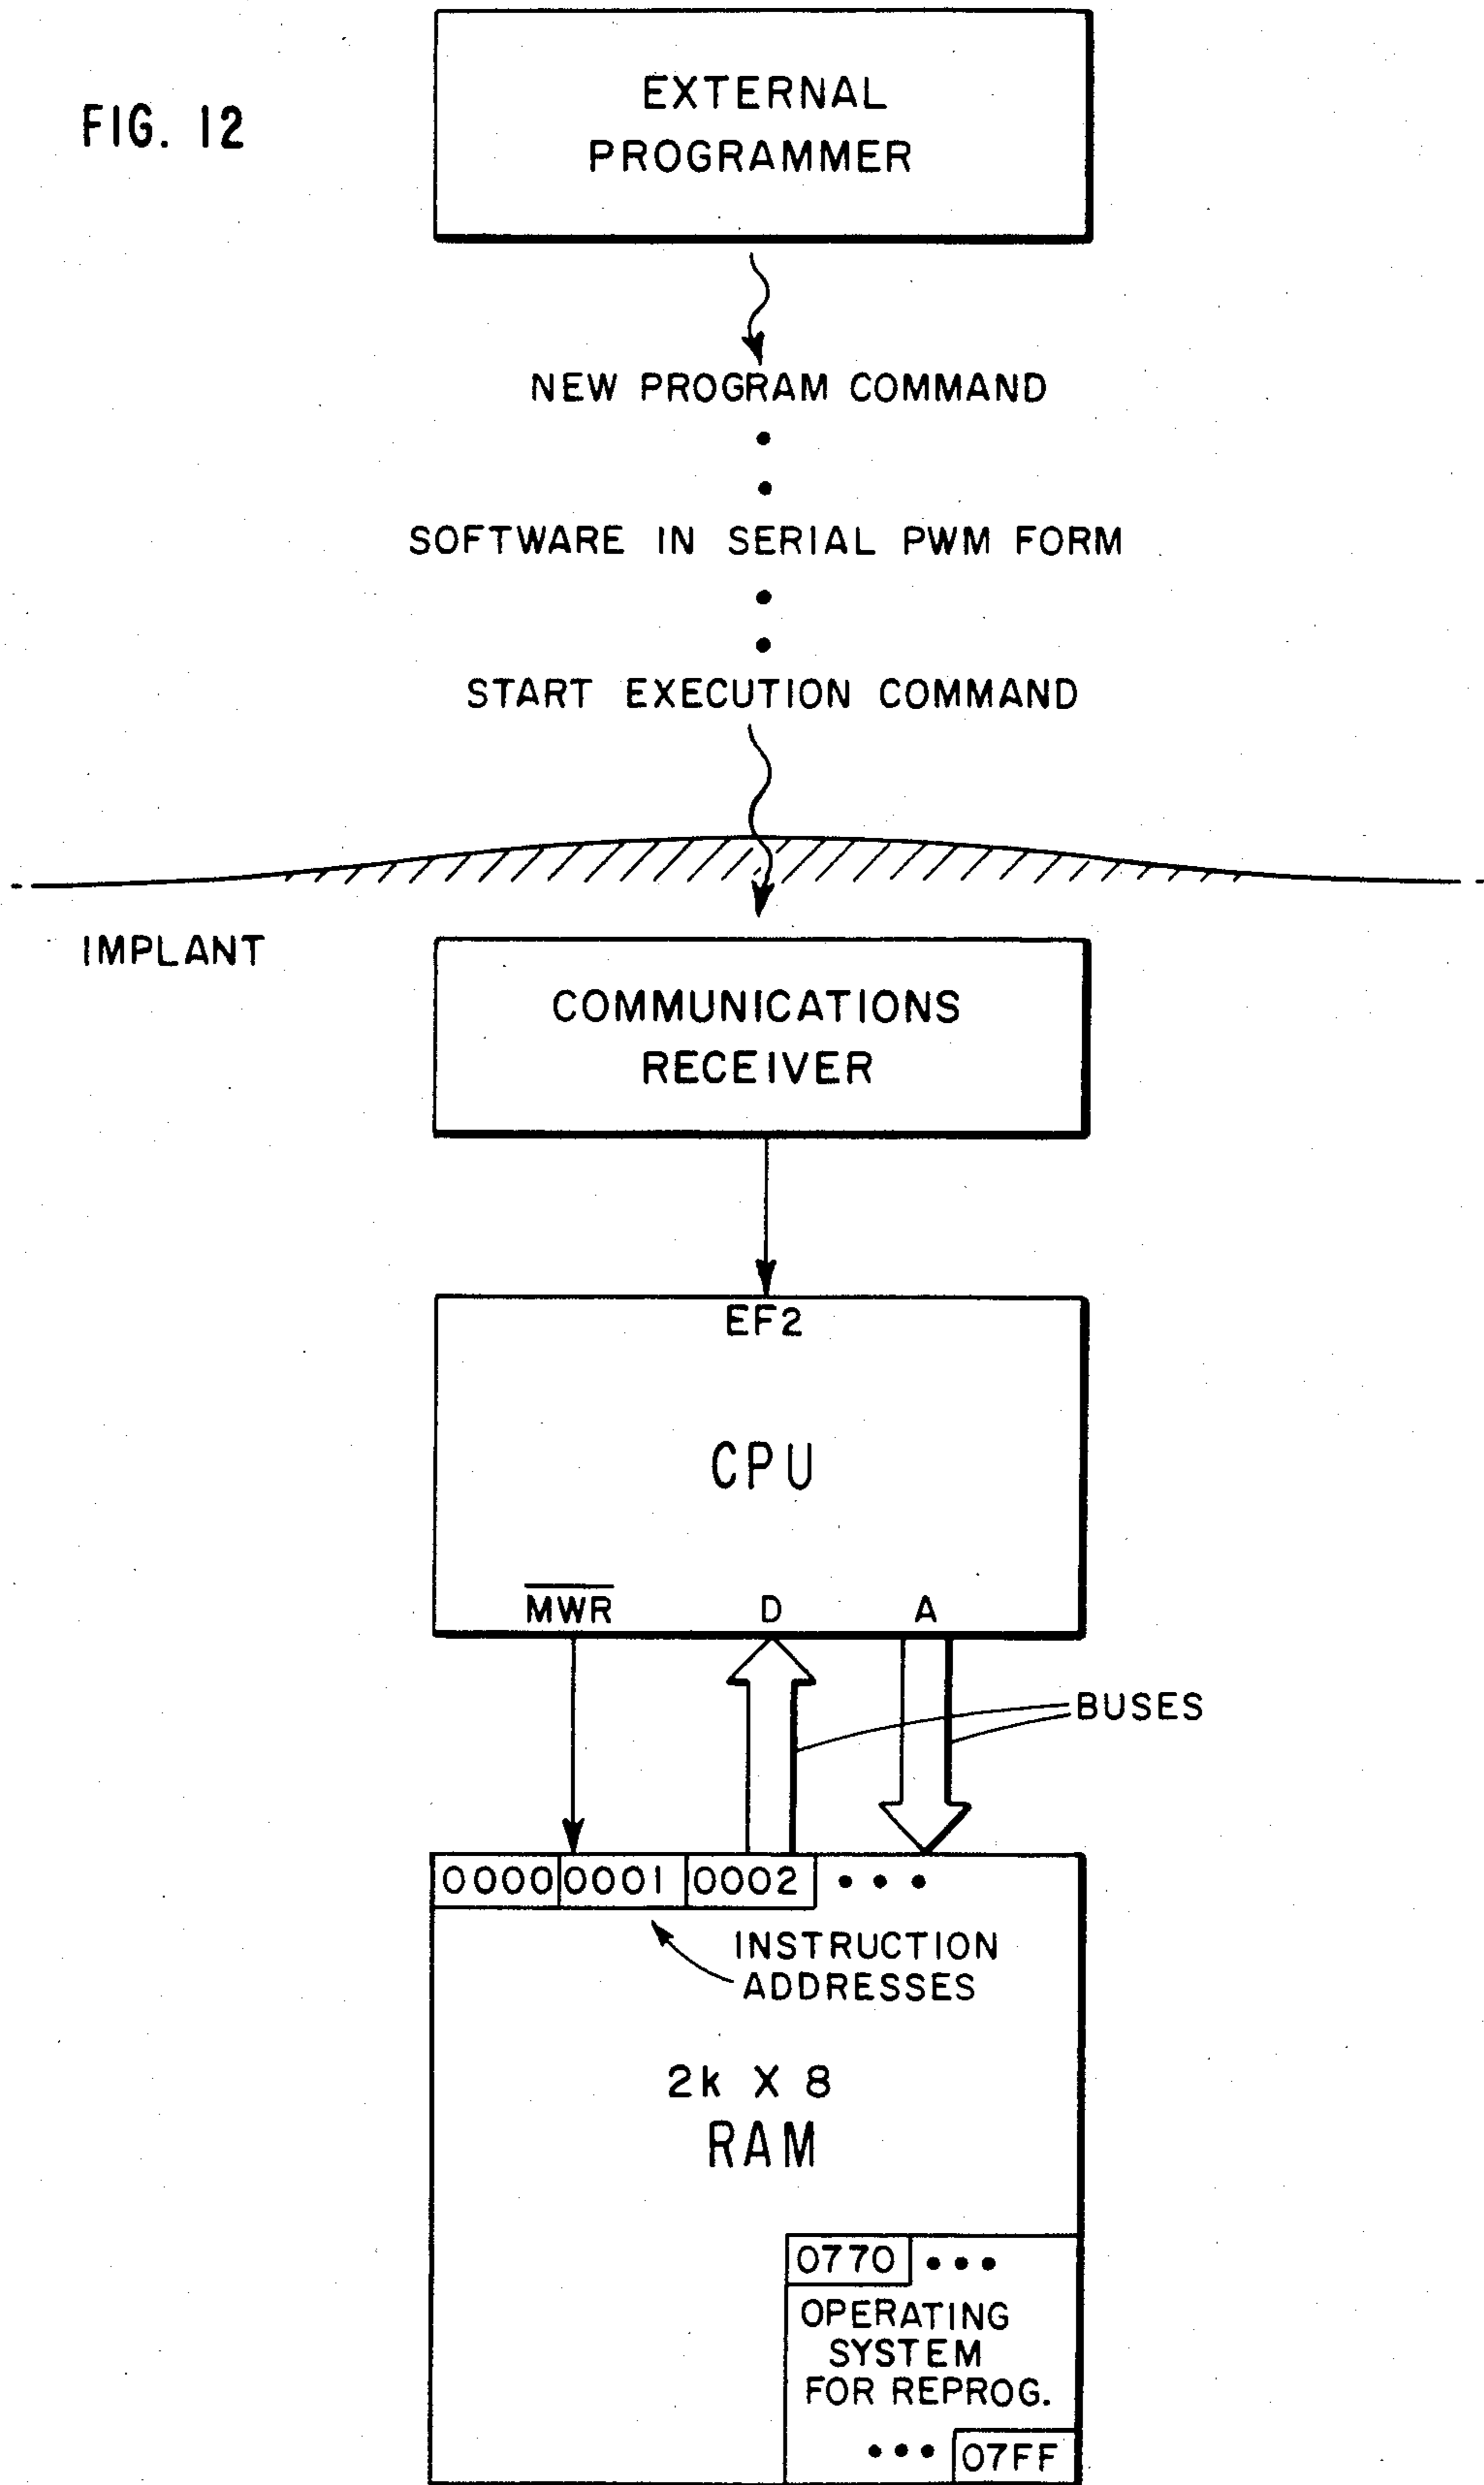 FIG. 12
EXTERNAL
PROGRAMMER
NEW PROGRAM COMMAND
SOFTWARE IN SERIAL PWM FORM
START EXECUTION COMMAND
IMPLANT
COMMUNICATIONS
RECEIVER
EF2
CPU
MWR D A
BUSES
0000 0001 0002 • • •
INSTRUCTION
ADDRESSES
2k X 8
RAM
0770 • • •
OPERATING
SYSTEM
FOR REPROG.
• • • 07FF